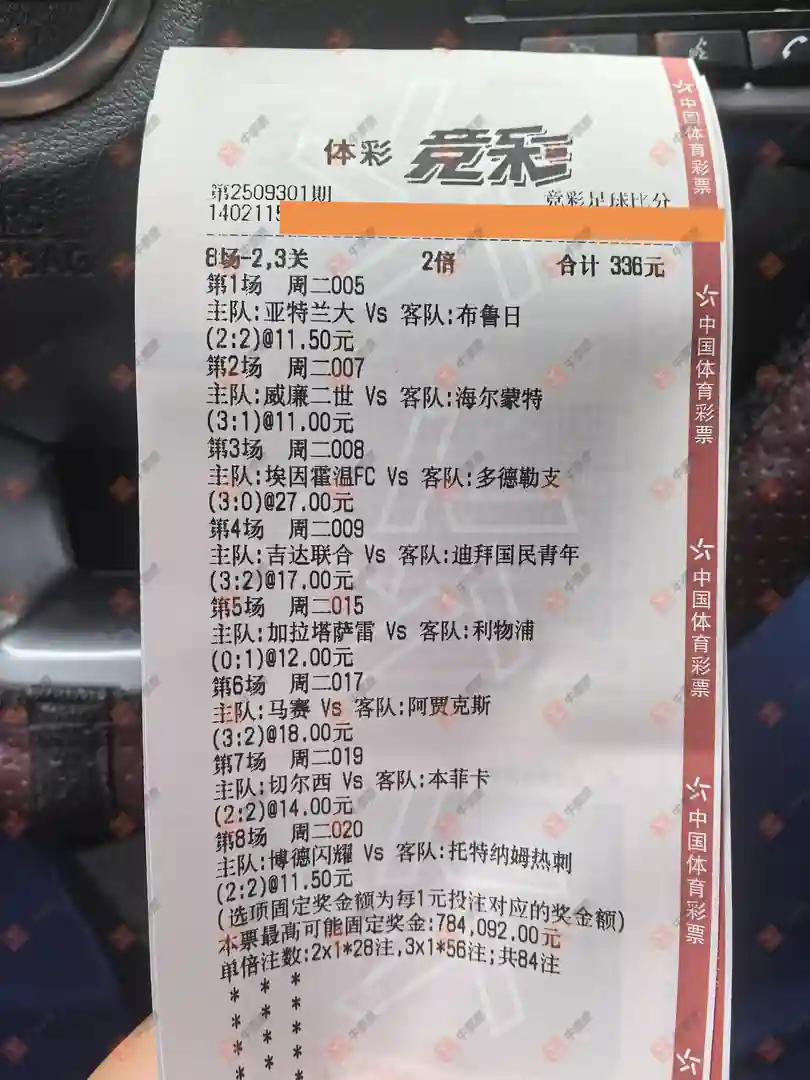 体彩 竞彩
第2509301期 竞彩足球比分
1402115
8场-2,3关 2倍 合计 336元
第1场 周二005
主队:亚特兰大 Vs 客队:布鲁日
(2:2)@11.50元
第2场 周二007
主队:威廉二世 Vs 客队:海尔蒙特
(3:1)@11.00元
第3场 周二008
主队:埃因霍温FC Vs 客队:多德勒支
(3:0)@27.00元
第4场 周二009
主队:吉达联合 Vs 客队:迪拜国民青年
(3:2)@17.00元
第5场 周二015
主队:加拉塔萨雷 Vs 客队:利物浦
(0:1)@12.00元
第6场 周二017
主队:马赛 Vs 客队:阿贾克斯
(3:2)@18.00元
第7场 周二019
主队:切尔西 Vs 客队:本菲卡
(2:2)@14.00元
第8场 周二020
主队:博德闪耀 Vs 客队:托特纳姆热刺
(2:2)@11.50元
(选项固定奖金额为每1元投注对应的奖金额)
本票最高可能固定奖金:784,092.00元
单倍注数:2x1*28注,3x1*56注;共84注
* * *
* * *
* * *
* * *
中国体育彩票
中国体育彩票
中国体育彩票
中国体育彩票